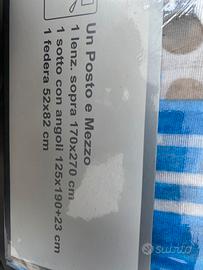 Un Posto e Mezzo
1 lenz. sopra 170x270 cm
1 sotto con angoli 125x190+23 cm
1 federa 52x82 cm
subito